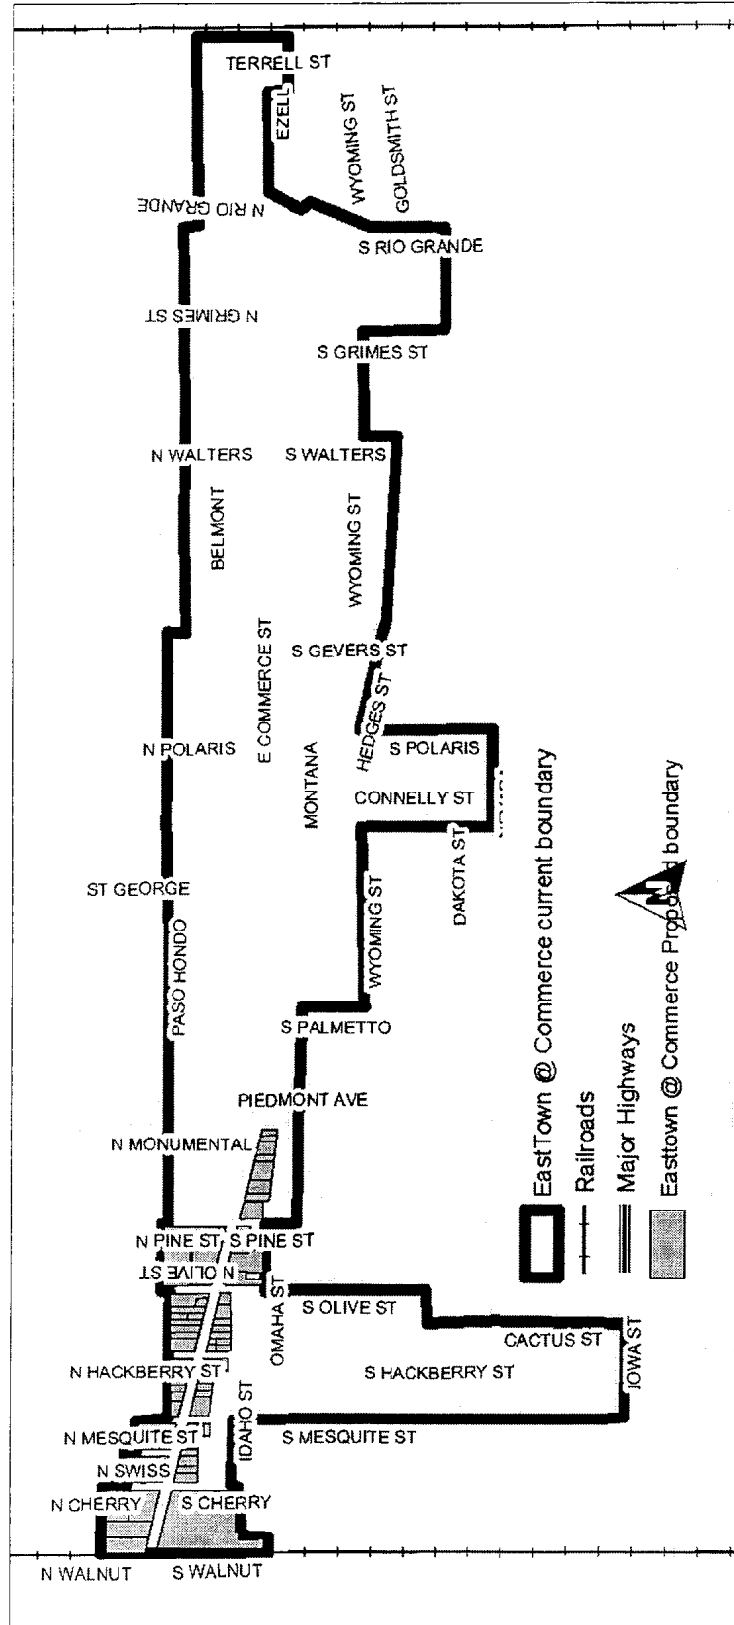 TERRELL ST
EZELL
WYOMING ST
GOLDSMITH ST
N RIO GRANDE
S RIO GRANDE
N GRIMES ST
S GRIMES ST
N WALTERS
S WALTERS
BELMONT
WYOMING ST
E COMMERCE ST
S GEVERS ST
HEDGES ST
N POLARIS
S POLARIS
MONTANA
CONNELLY ST
DAKOTA ST
ST GEORGE
PASO HONDO
WYOMING ST
S PALMETTO
PIEDMONT AVE
N MONUMENTAL
N PINE ST
S PINE ST
N OLIVE ST
S OLIVE ST
OMAHA ST
CACTUS ST
IOWA ST
N HACKBERRY ST
S HACKBERRY ST
IDAHO ST
N MESQUITE ST
S MESQUITE ST
N SWISS
N CHERRY
S CHERRY
N WALNUT
S WALNUT
EastTown @ Commerce current boundary
Railroads
Major Highways
Easttown @ Commerce Proposed boundary
N